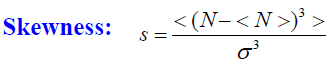 Skewness: s = <(N−<N>)³> / σ³